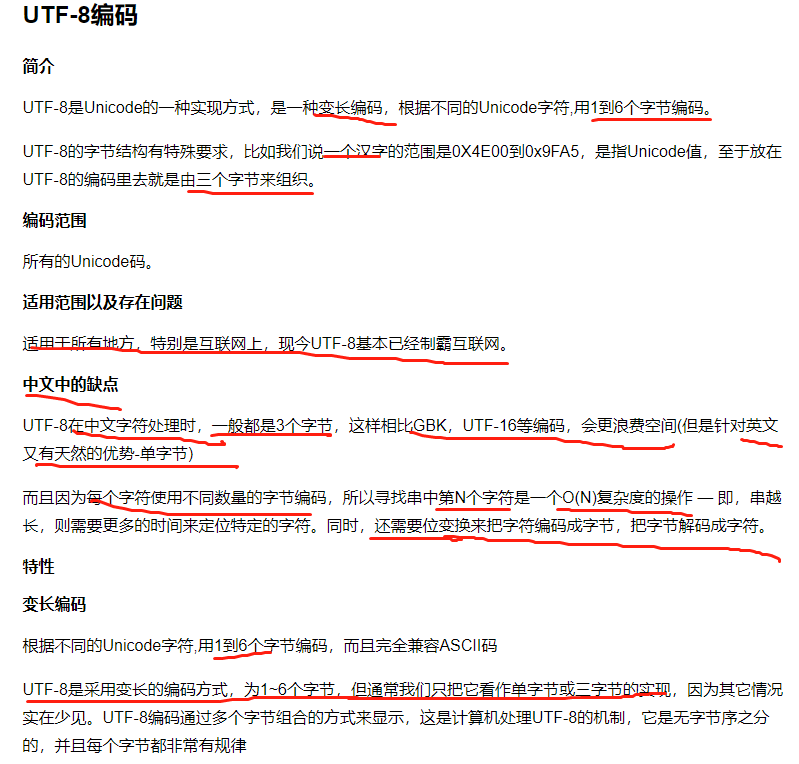 UTF-8编码
简介
UTF-8是Unicode的一种实现方式，是一种变长编码，根据不同的Unicode字符,用1到6个字节编码。
UTF-8的字节结构有特殊要求，比如我们说一个汉字的范围是0X4E00到0x9FA5，是指Unicode值，至于放在
UTF-8的编码里去就是由三个字节来组织。
编码范围
所有的Unicode码。
适用范围以及存在问题
适用于所有地方，特别是互联网上，现今UTF-8基本已经制霸互联网。
中文中的缺点
UTF-8在中文字符处理时，一般都是3个字节，这样相比GBK，UTF-16等编码，会更浪费空间(但是针对英文
又有天然的优势-单字节)
而且因为每个字符使用不同数量的字节编码，所以寻找串中第N个字符是一个O(N)复杂度的操作 — 即，串越
长，则需要更多的时间来定位特定的字符。同时，还需要位变换来把字符编码成字节，把字节解码成字符。
特性
变长编码
根据不同的Unicode字符,用1到6个字节编码，而且完全兼容ASCII码
UTF-8是采用变长的编码方式，为1~6个字节，但通常我们只把它看作单字节或三字节的实现，因为其它情况
实在少见。UTF-8编码通过多个字节组合的方式来显示，这是计算机处理UTF-8的机制，它是无字节序之分
的，并且每个字节都非常有规律